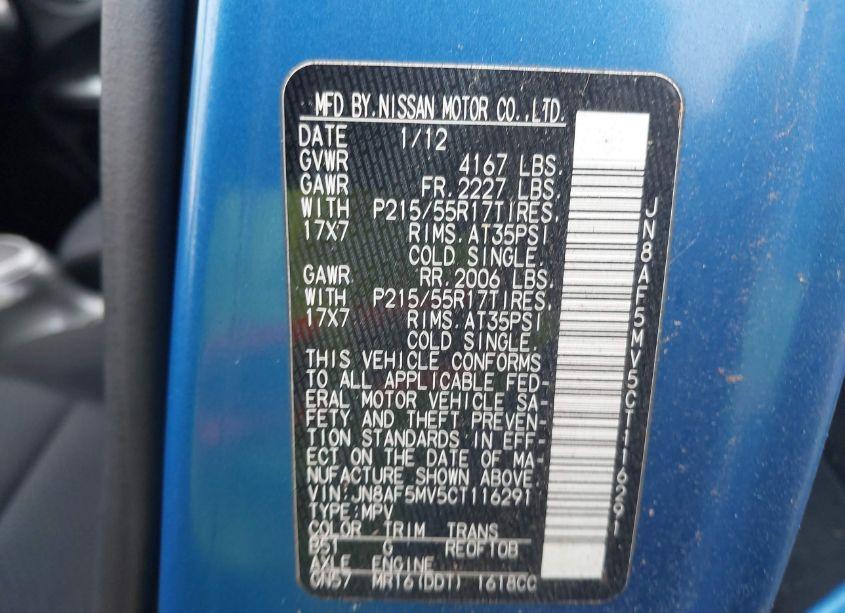 MFD BY.NISSAN MOTOR CO.,LTD.
DATE 1/12
GVWR 4167 LBS.
GAWR FR.2227 LBS.
WITH P215/55R17TIRES.
17X7 RIMS.AT35PSI
COLD SINGLE.
GAWR RR.2006 LBS.
WITH P215/55R17TIRES.
17X7 RIMS.AT35PSI
COLD SINGLE.
THIS VEHICLE CONFORMS
TO ALL APPLICABLE FED-
ERAL MOTOR VEHICLE SA-
FETY AND THEFT PREVEN-
TION STANDARDS IN EFF-
ECT ON THE DATE OF MA-
NUFACTURE SHOWN ABOVE.
VIN:JN8AF5MV5CT116291
TYPE:MPV
COLOR TRIM TRANS
B51 G RE0F10B
AXLE ENGINE
GN57 MR16(DDT) 1618CC
JN8AF5MV5CT116291